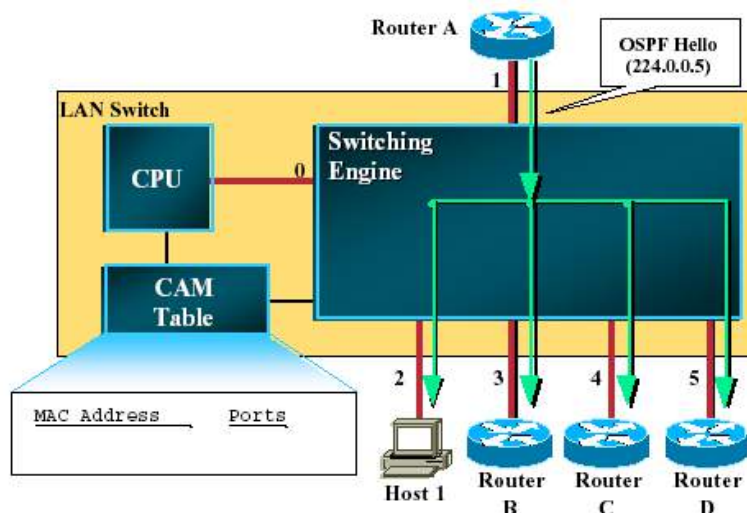 Router A
OSPF Hello
(224.0.0.5)
1
LAN Switch
Switching
Engine
CPU
0
CAM
Table
2
3
4
5
MAC Address
Ports
Host 1
Router
B
Router
C
Router
D